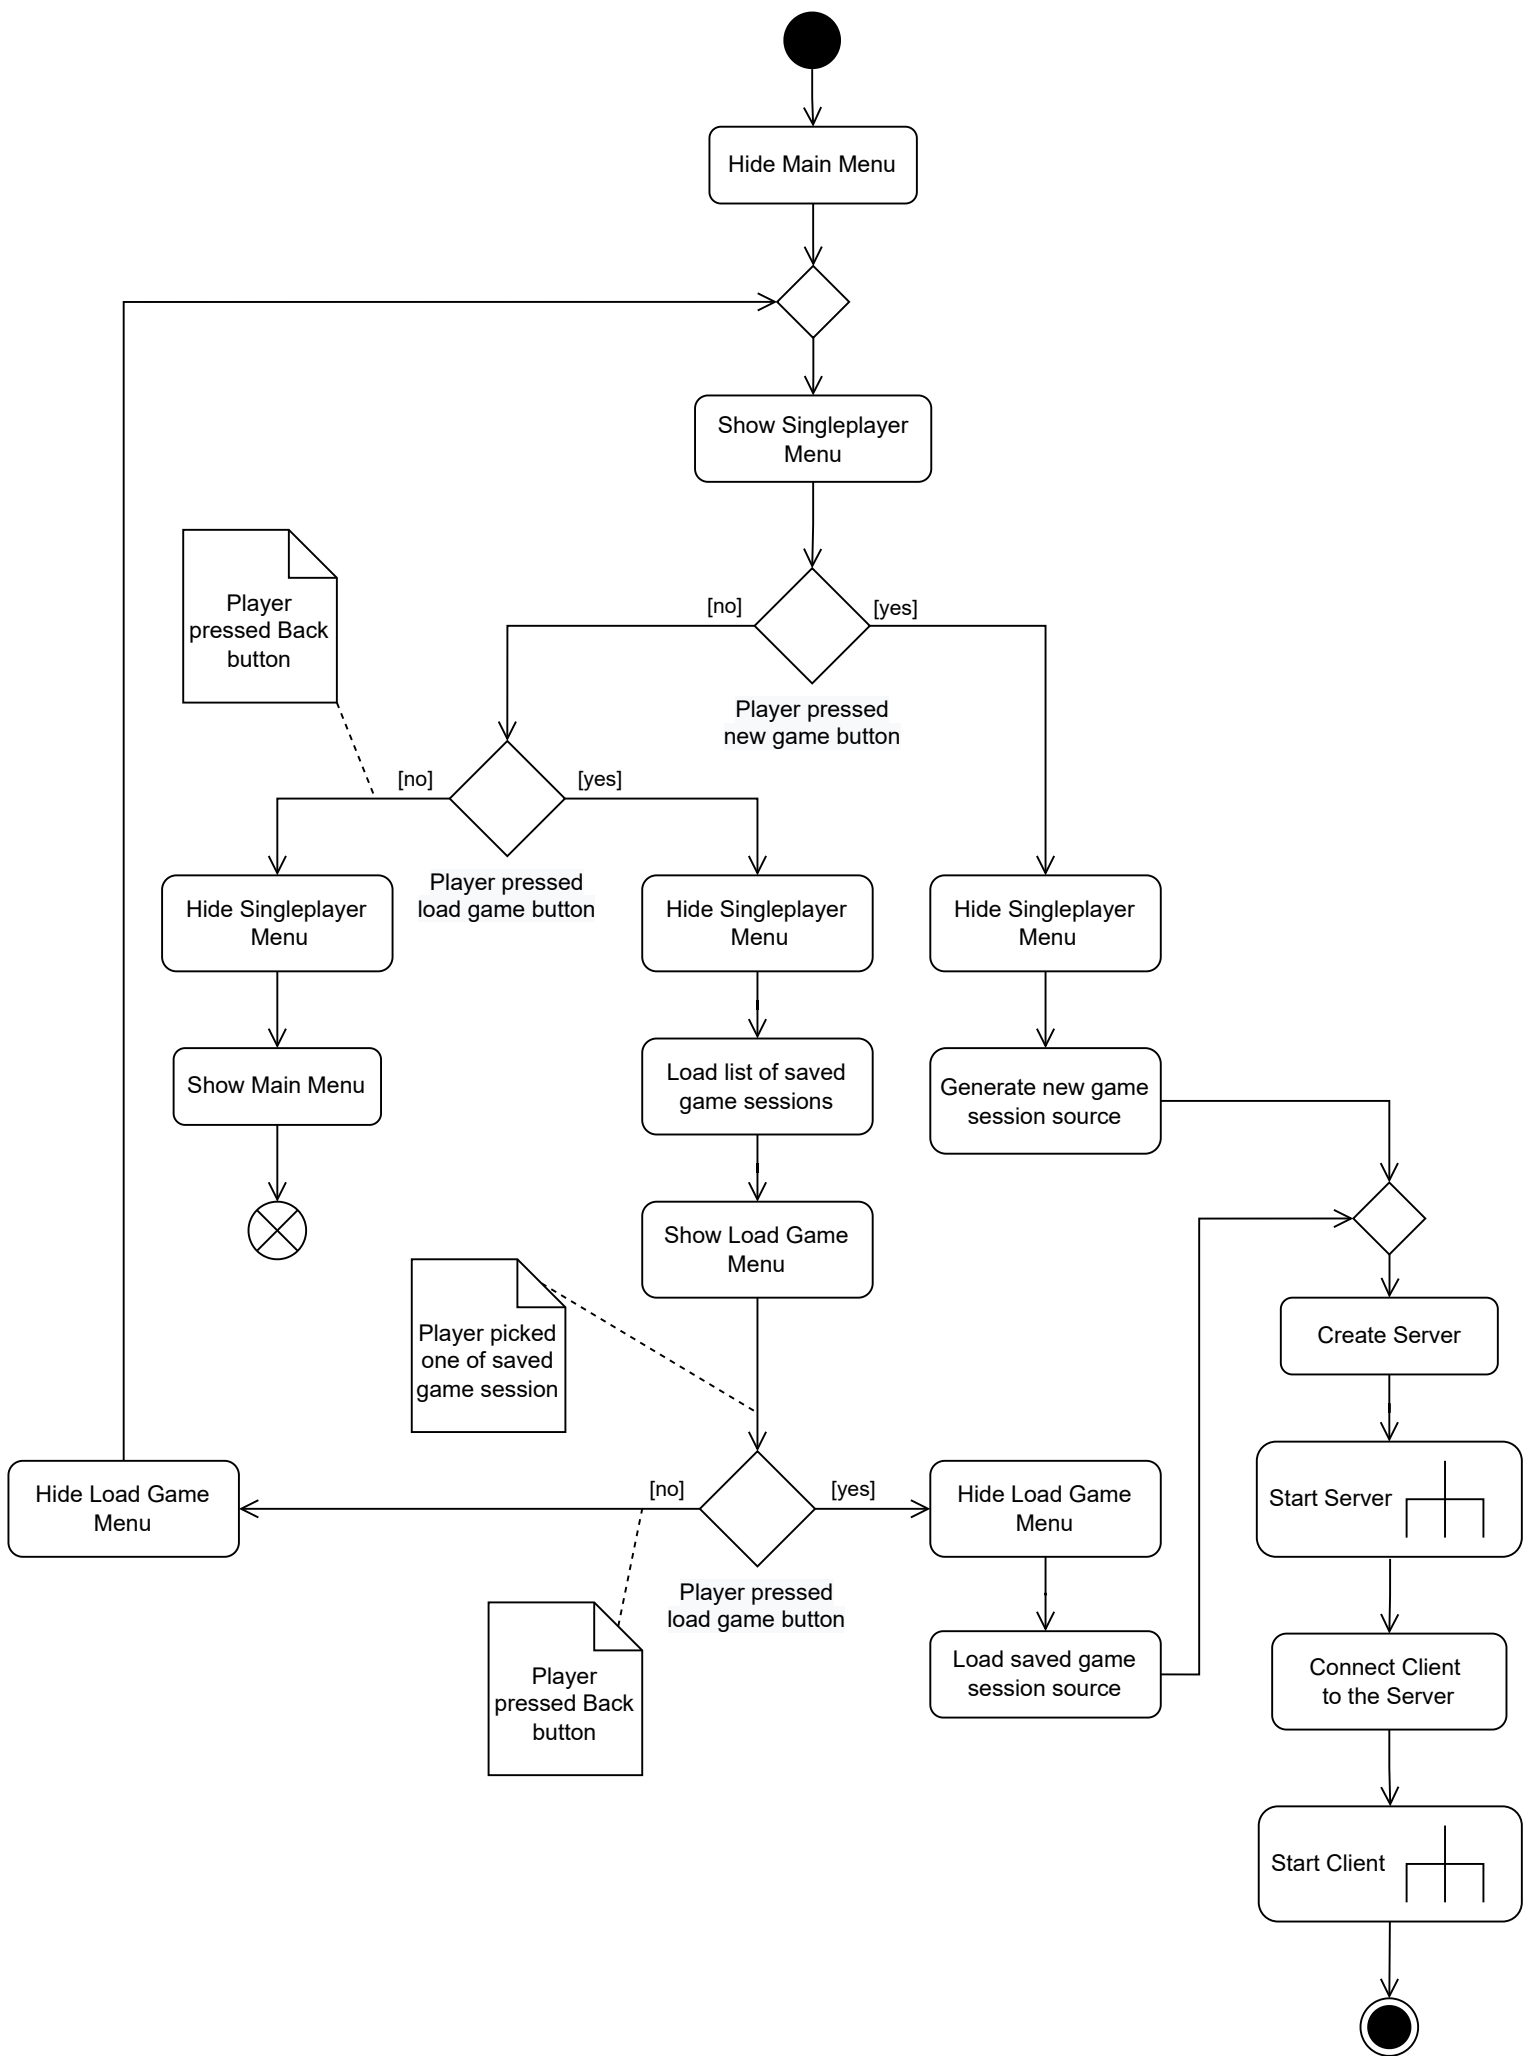 Hide Main Menu
Show Singleplayer
Menu
Player
pressed Back
button
[no]
[yes]
Player pressed
new game button
[no]
[yes]
Player pressed
load game button
Hide Singleplayer
Menu
Hide Singleplayer
Menu
Hide Singleplayer
Menu
Show Main Menu
Load list of saved
game sessions
Generate new game
session source
Show Load Game
Menu
Player picked
one of saved
game session
Create Server
Hide Load Game
Menu
[no]
[yes]
Hide Load Game
Menu
Start Server
Player pressed
load game button
Player
pressed Back
button
Load saved game
session source
Connect Client
to the Server
Start Client